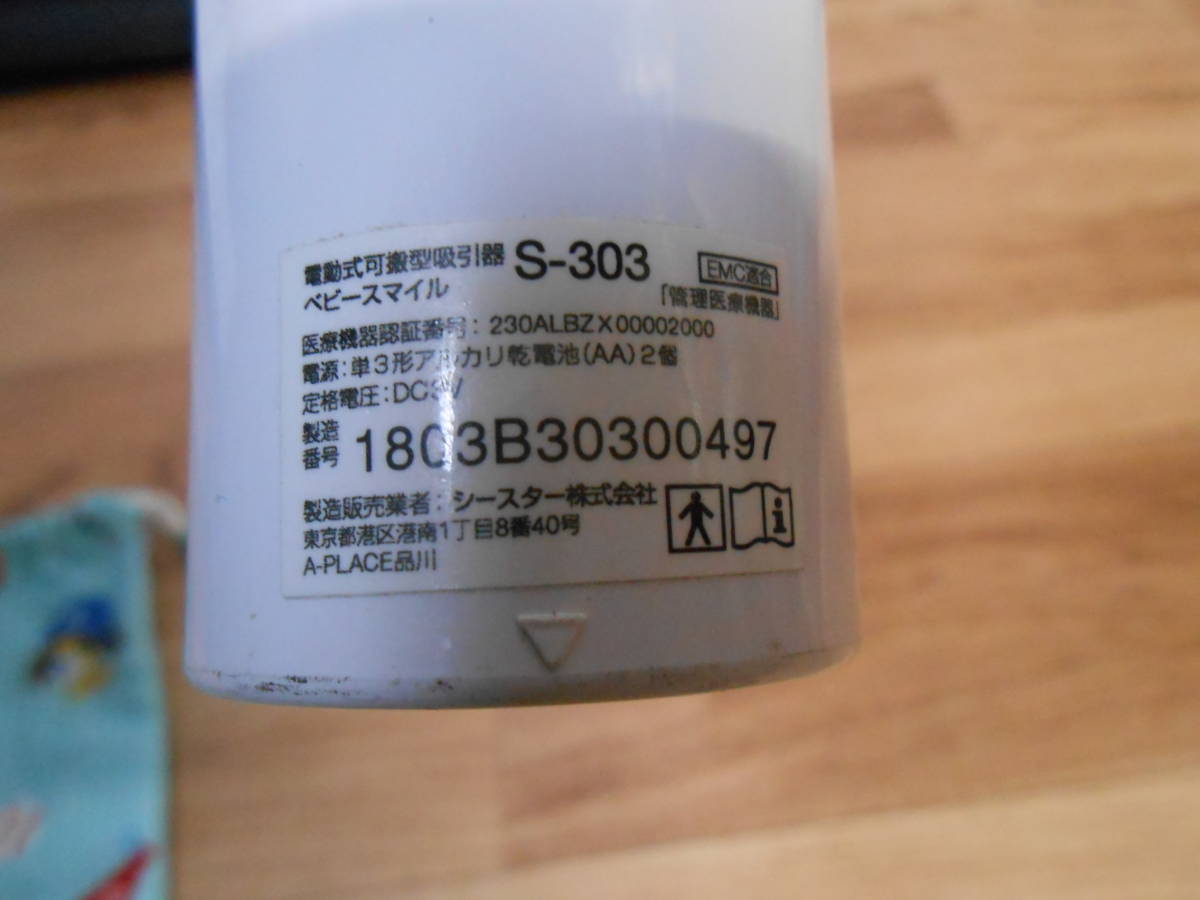 電動式可搬型吸引器 S-303 EMC適合
ベビースマイル 「管理医療機器」
医療機器認証番号：230ALBZX00002000
電源：単3形アルカリ乾電池（AA）2個
定格電圧：DC3V
製造番号 1803B30300497
製造販売業者：シースター株式会社
東京都港区港南1丁目8番40号
A-PLACE品川